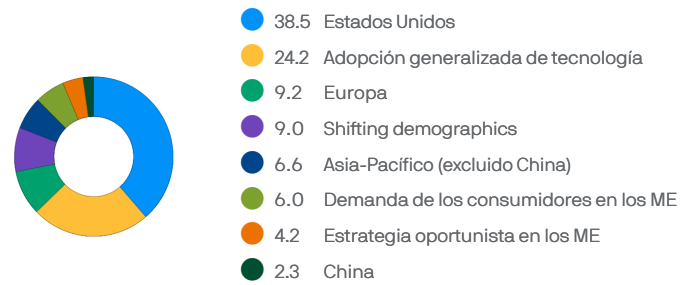 38.5 Estados Unidos
24.2 Adopción generalizada de tecnología
9.2 Europa
9.0 Shifting demographics
6.6 Asia-Pacífico (excluido China)
6.0 Demanda de los consumidores en los ME
4.2 Estrategia oportunista en los ME
2.3 China